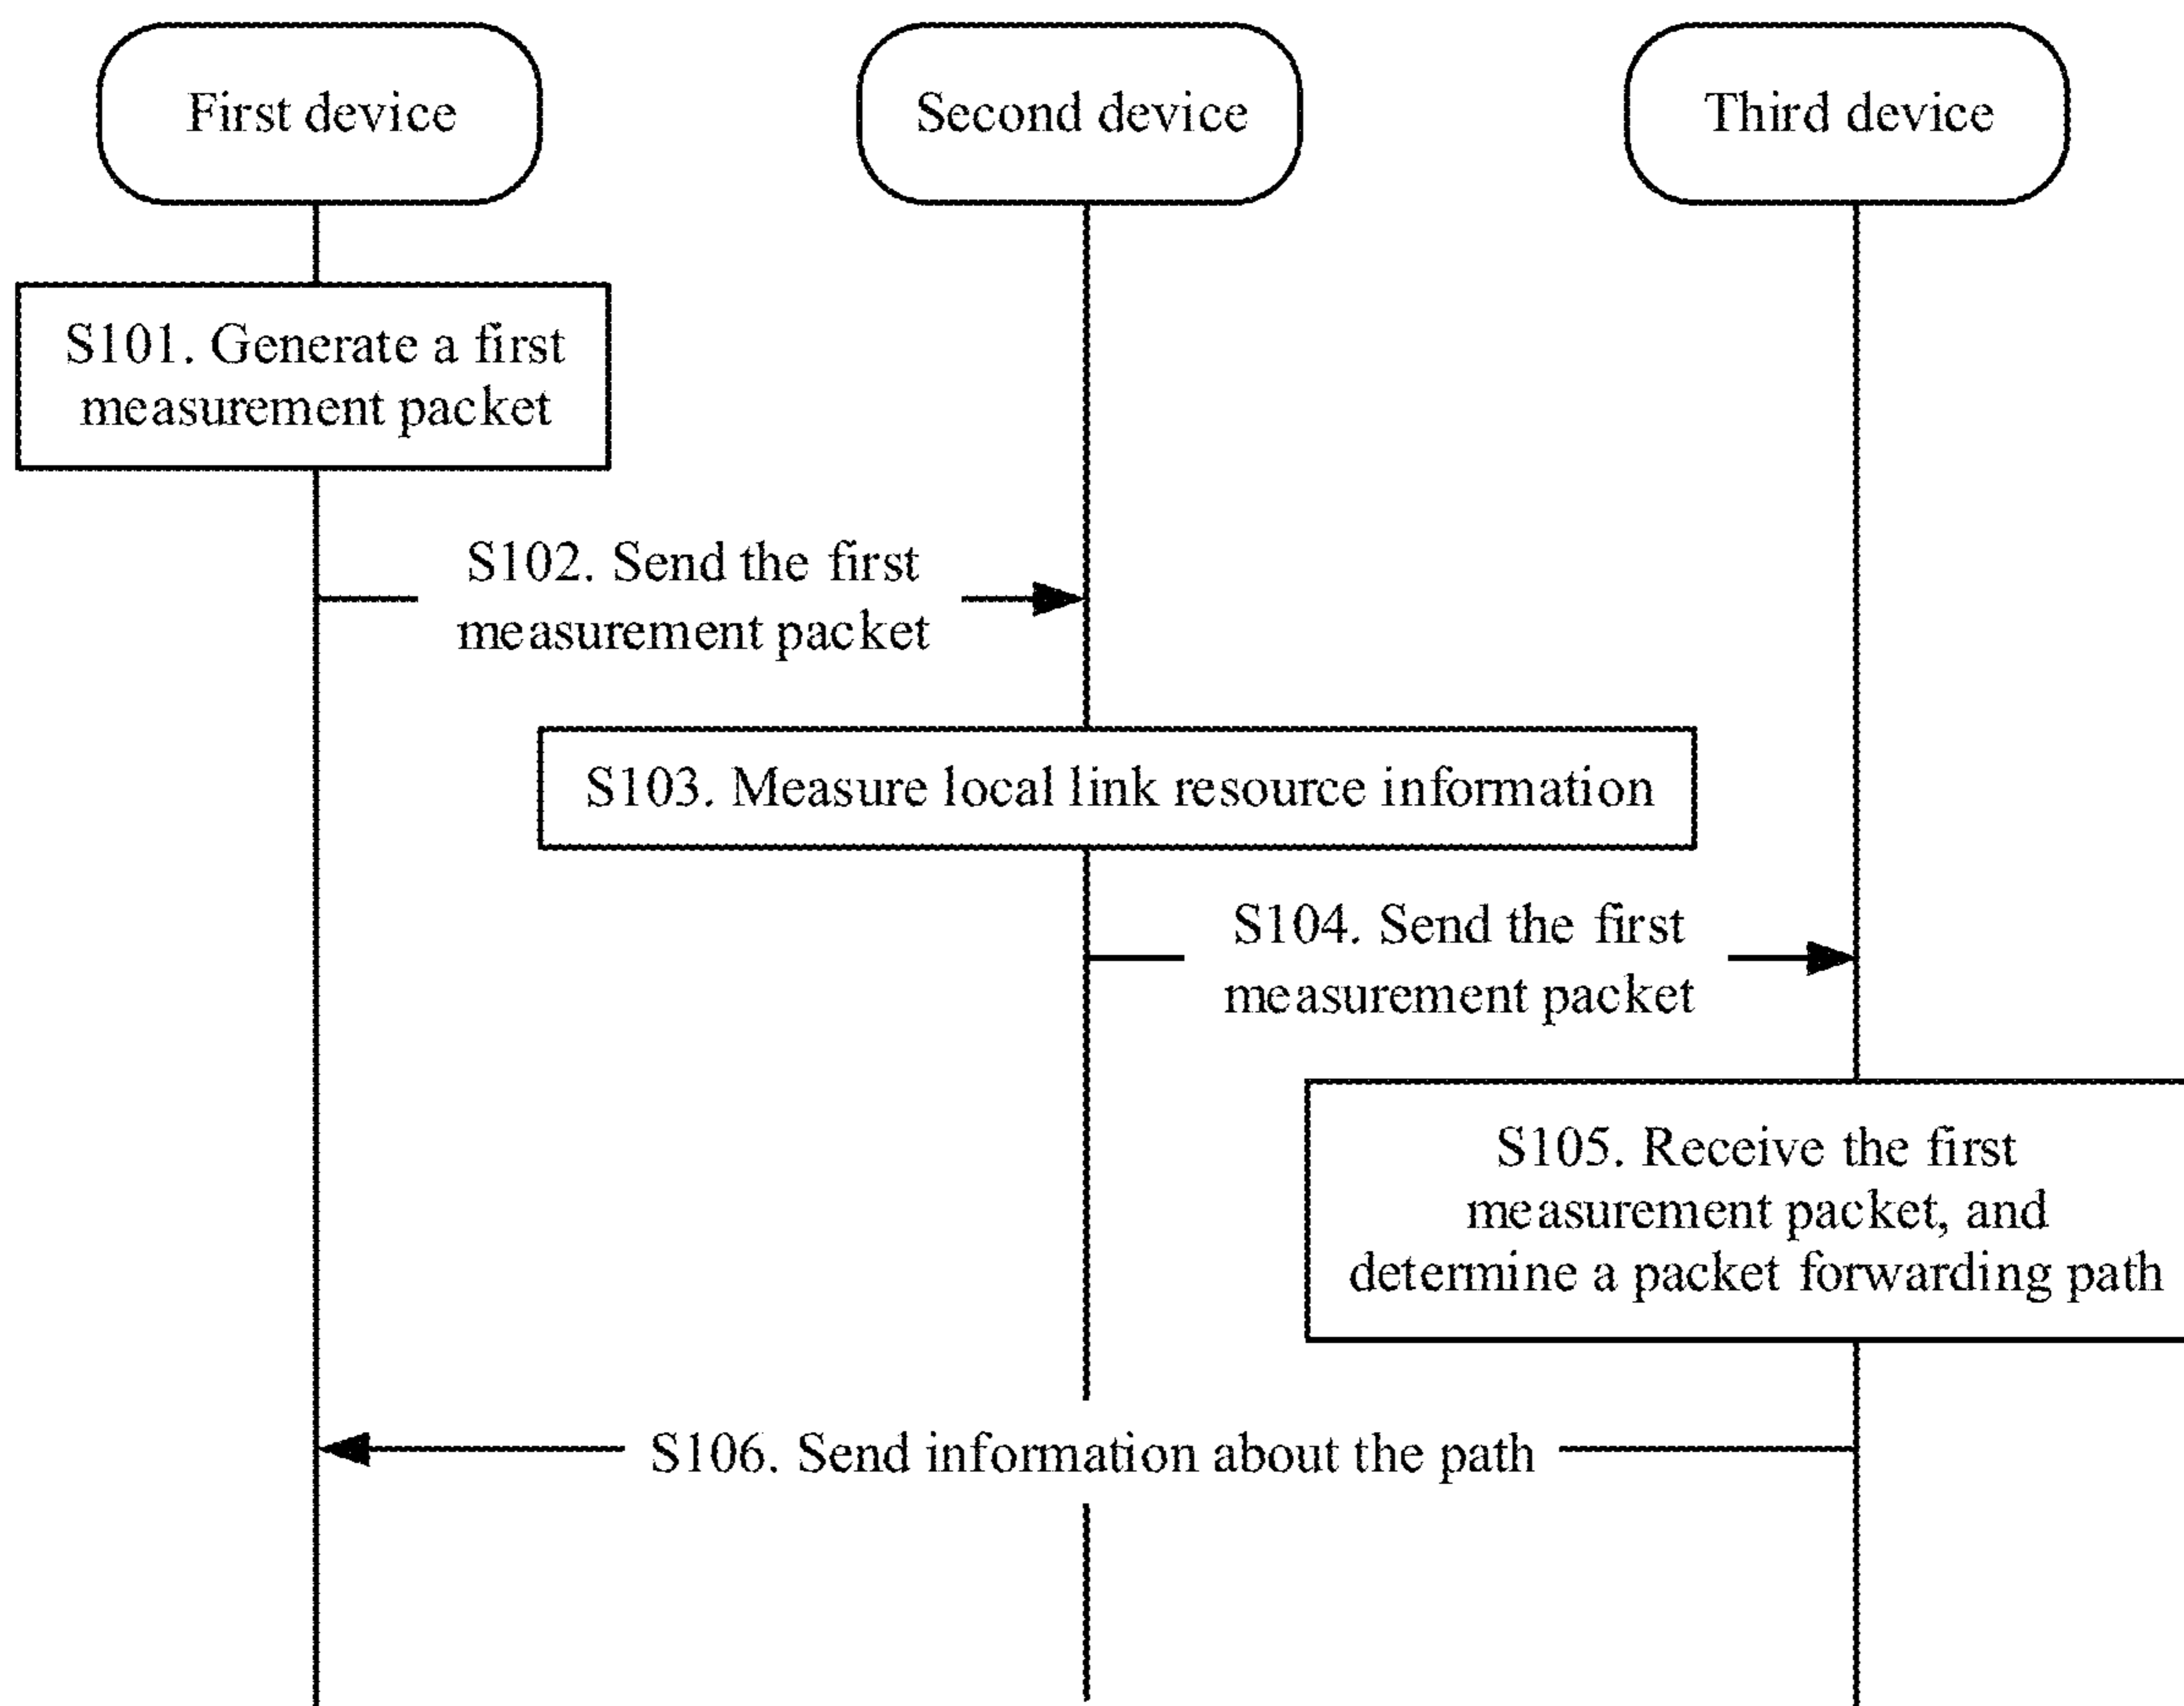 First device
Second device
Third device
S101. Generate a first
measurement packet
S102. Send the first
measurement packet
S103. Measure local link resource information
S104. Send the first
measurement packet
S105. Receive the first
measurement packet, and
determine a packet forwarding path
S106. Send information about the path